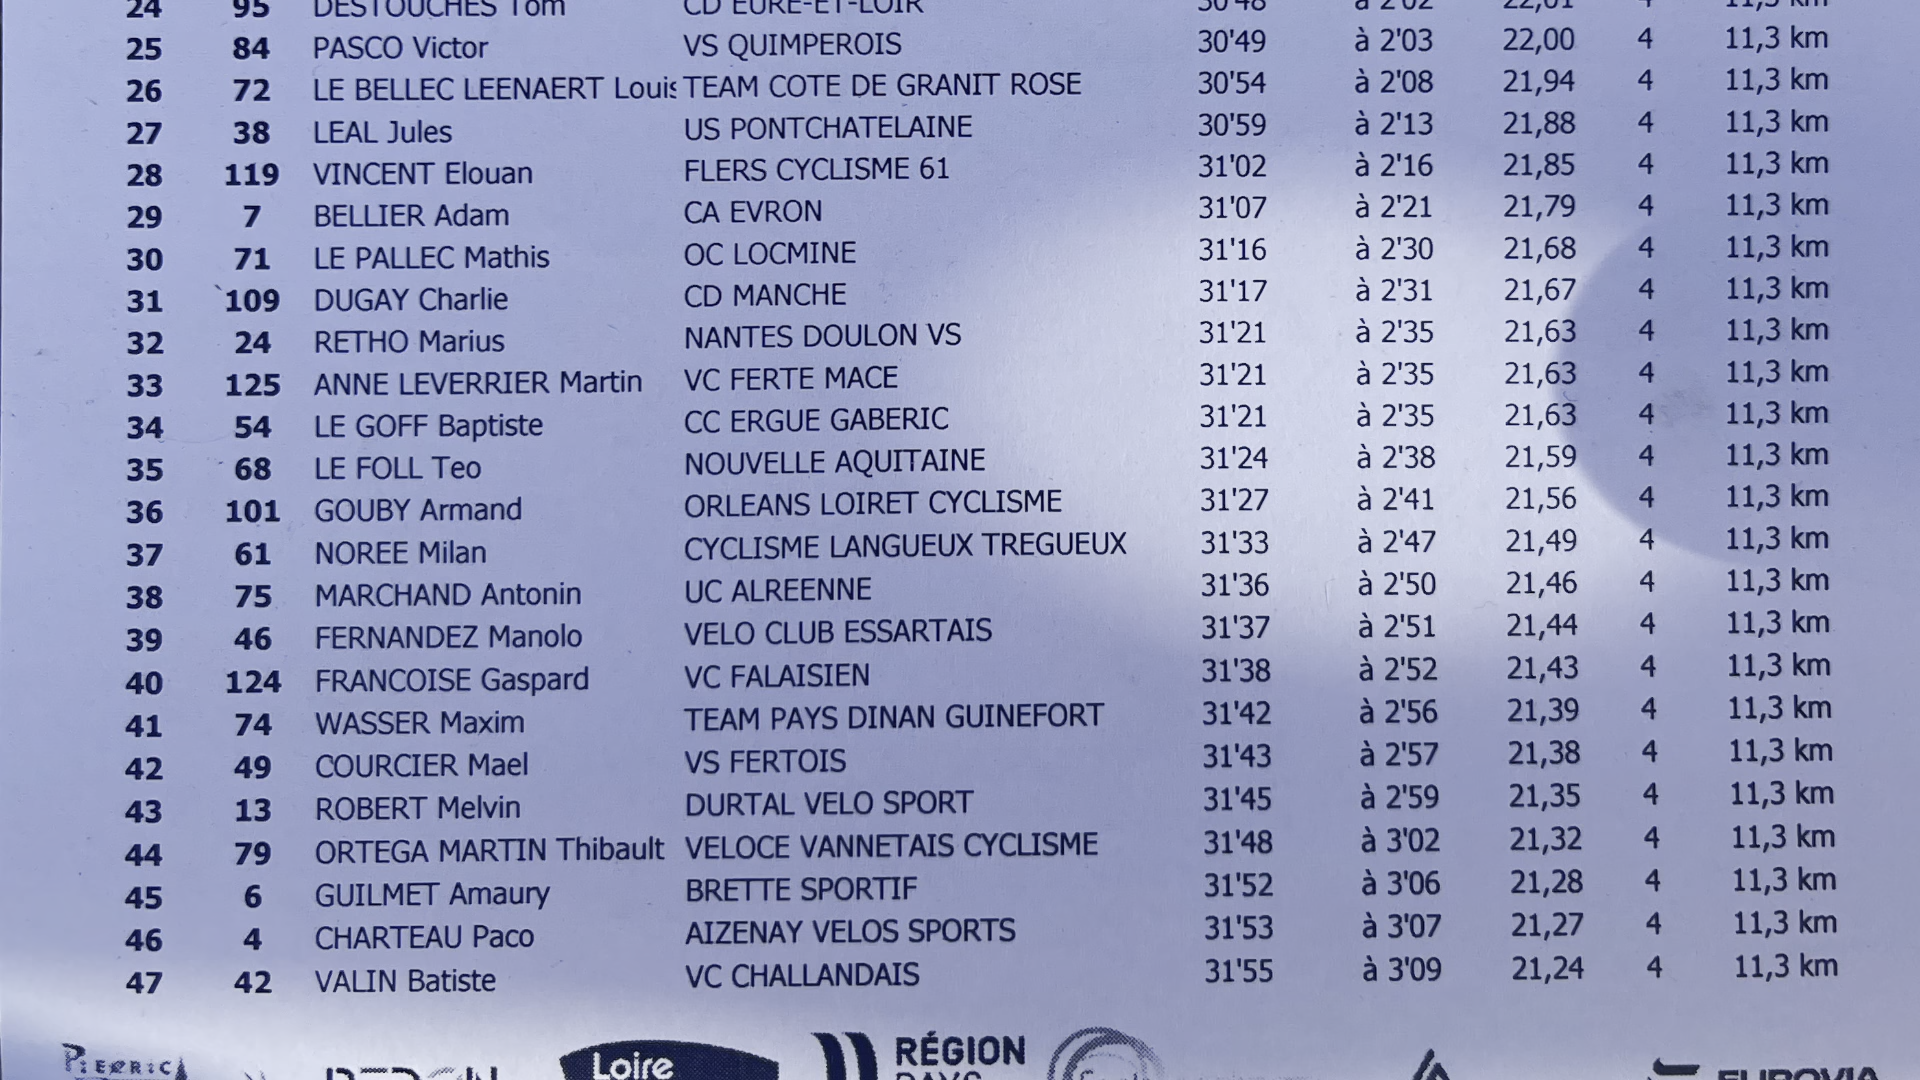 24 95 DESTOUCHES Tom CD EURE-ET-LOIR 30'48 à 2'02 22,01 4 11,3 km
25 84 PASCO Victor VS QUIMPEROIS 30'49 à 2'03 22,00 4 11,3 km
26 72 LE BELLEC LEENAERT Louis TEAM COTE DE GRANIT ROSE 30'54 à 2'08 21,94 4 11,3 km
27 38 LEAL Jules US PONTCHATELAINE 30'59 à 2'13 21,88 4 11,3 km
28 119 VINCENT Elouan FLERS CYCLISME 61 31'02 à 2'16 21,85 4 11,3 km
29 7 BELLIER Adam CA EVRON 31'07 à 2'21 21,79 4 11,3 km
30 71 LE PALLEC Mathis OC LOCMINE 31'16 à 2'30 21,68 4 11,3 km
31 109 DUGAY Charlie CD MANCHE 31'17 à 2'31 21,67 4 11,3 km
32 24 RETHO Marius NANTES DOULON VS 31'21 à 2'35 21,63 4 11,3 km
33 125 ANNE LEVERRIER Martin VC FERTE MACE 31'21 à 2'35 21,63 4 11,3 km
34 54 LE GOFF Baptiste CC ERGUE GABERIC 31'21 à 2'35 21,63 4 11,3 km
35 68 LE FOLL Teo NOUVELLE AQUITAINE 31'24 à 2'38 21,59 4 11,3 km
36 101 GOUBY Armand ORLEANS LOIRET CYCLISME 31'27 à 2'41 21,56 4 11,3 km
37 61 NOREE Milan CYCLISME LANGUEUX TREGUEUX 31'33 à 2'47 21,49 4 11,3 km
38 75 MARCHAND Antonin UC ALREENNE 31'36 à 2'50 21,46 4 11,3 km
39 46 FERNANDEZ Manolo VELO CLUB ESSARTAIS 31'37 à 2'51 21,44 4 11,3 km
40 124 FRANCOISE Gaspard VC FALAISIEN 31'38 à 2'52 21,43 4 11,3 km
41 74 WASSER Maxim TEAM PAYS DINAN GUINEFORT 31'42 à 2'56 21,39 4 11,3 km
42 49 COURCIER Mael VS FERTOIS 31'43 à 2'57 21,38 4 11,3 km
43 13 ROBERT Melvin DURTAL VELO SPORT 31'45 à 2'59 21,35 4 11,3 km
44 79 ORTEGA MARTIN Thibault VELOCE VANNETAIS CYCLISME 31'48 à 3'02 21,32 4 11,3 km
45 6 GUILMET Amaury BRETTE SPORTIF 31'52 à 3'06 21,28 4 11,3 km
46 4 CHARTEAU Paco AIZENAY VELOS SPORTS 31'53 à 3'07 21,27 4 11,3 km
47 42 VALIN Batiste VC CHALLANDAIS 31'55 à 3'09 21,24 4 11,3 km
Loire RÉGION EUROVIA
PAYS